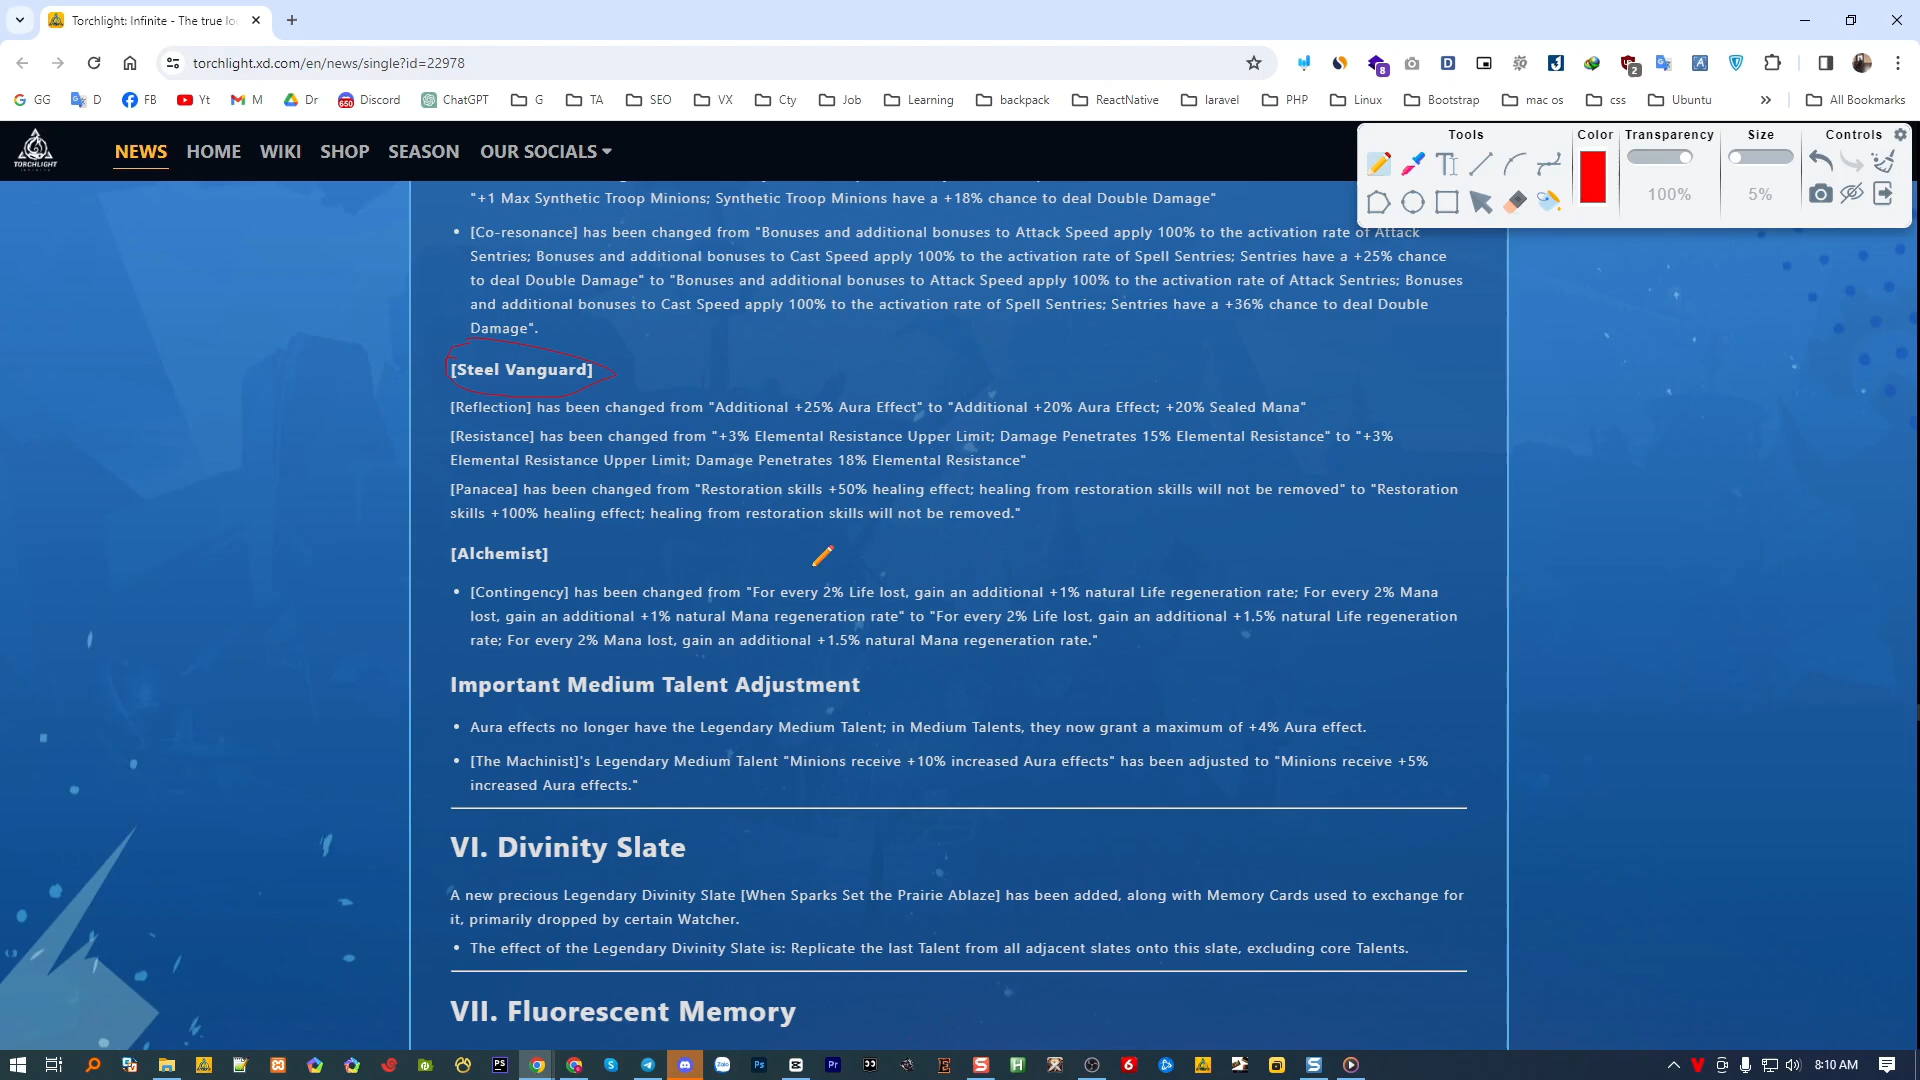 Torchlight: Infinite - The true lo
torchlight.xd.com/en/news/single?id=22978
8
2
GG
D
FB
Yt
M
Dr
650
Discord
ChatGPT
G
TA
SEO
VX
Cty
Job
Learning
backpack
ReactNative
laravel
PHP
Linux
Bootstrap
mac os
css
Ubuntu
All Bookmarks
TORCHLIGHT
NEWS
HOME
WIKI
SHOP
SEASON
OUR SOCIALS
Tools
Color
Transparency
Size
Controls
100%
5%
"+1 Max Synthetic Troop Minions; Synthetic Troop Minions have a +18% chance to deal Double Damage"
[Co-resonance] has been changed from "Bonuses and additional bonuses to Attack Speed apply 100% to the activation rate of Attack
Sentries; Bonuses and additional bonuses to Cast Speed apply 100% to the activation rate of Spell Sentries; Sentries have a +25% chance
to deal Double Damage" to "Bonuses and additional bonuses to Attack Speed apply 100% to the activation rate of Attack Sentries; Bonuses
and additional bonuses to Cast Speed apply 100% to the activation rate of Spell Sentries; Sentries have a +36% chance to deal Double
Damage".
[Steel Vanguard]
[Reflection] has been changed from "Additional +25% Aura Effect" to "Additional +20% Aura Effect; +20% Sealed Mana"
[Resistance] has been changed from "+3% Elemental Resistance Upper Limit; Damage Penetrates 15% Elemental Resistance" to "+3%
Elemental Resistance Upper Limit; Damage Penetrates 18% Elemental Resistance"
[Panacea] has been changed from "Restoration skills +50% healing effect; healing from restoration skills will not be removed" to "Restoration
skills +100% healing effect; healing from restoration skills will not be removed."
[Alchemist]
[Contingency] has been changed from "For every 2% Life lost, gain an additional +1% natural Life regeneration rate; For every 2% Mana
lost, gain an additional +1% natural Mana regeneration rate" to "For every 2% Life lost, gain an additional +1.5% natural Life regeneration
rate; For every 2% Mana lost, gain an additional +1.5% natural Mana regeneration rate."
Important Medium Talent Adjustment
Aura effects no longer have the Legendary Medium Talent; in Medium Talents, they now grant a maximum of +4% Aura effect.
[The Machinist]'s Legendary Medium Talent "Minions receive +10% increased Aura effects" has been adjusted to "Minions receive +5%
increased Aura effects."
VI. Divinity Slate
A new precious Legendary Divinity Slate [When Sparks Set the Prairie Ablaze] has been added, along with Memory Cards used to exchange for
it, primarily dropped by certain Watcher.
The effect of the Legendary Divinity Slate is: Replicate the last Talent from all adjacent slates onto this slate, excluding core Talents.
VII. Fluorescent Memory
8:10 AM